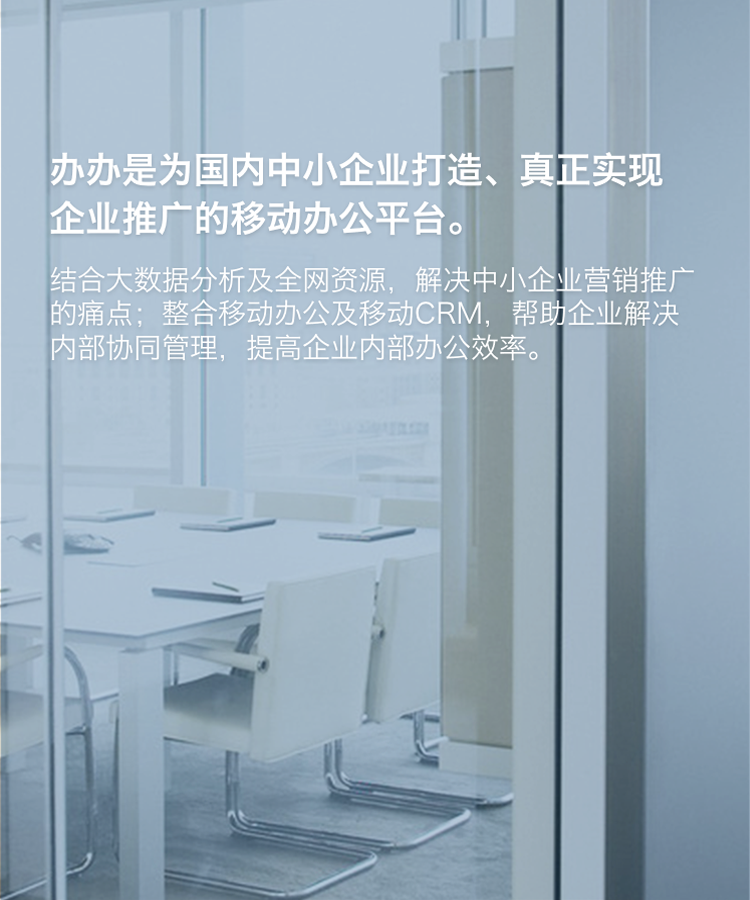 办办是为国内中小企业打造、真正实现
企业推广的移动办公平台。
结合大数据分析及全网资源，解决中小企业营销推广
的痛点；整合移动办公及移动CRM，帮助企业解决
内部协同管理，提高企业内部办公效率。